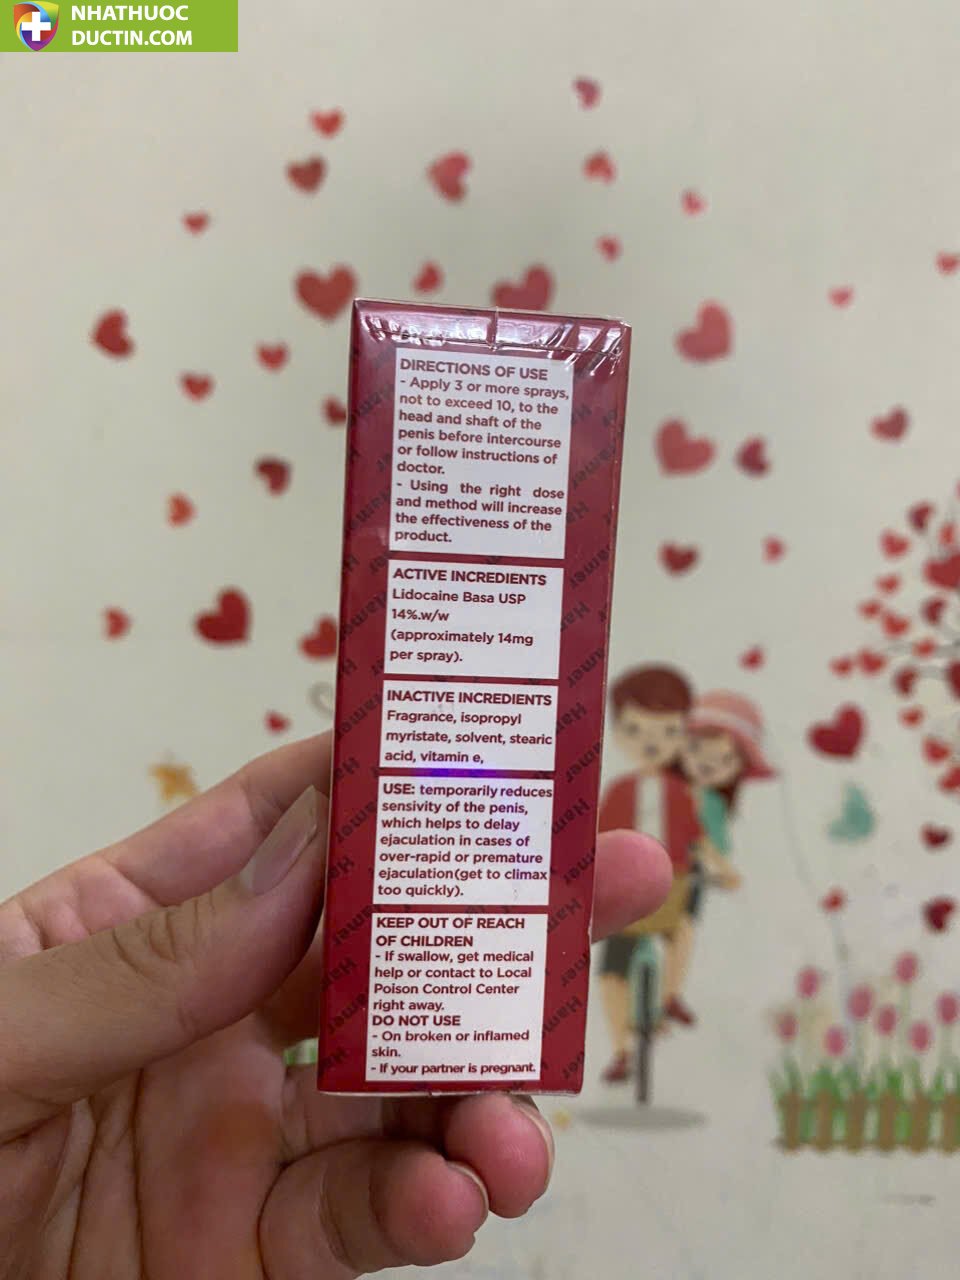 NHATHUOC
DUCTIN.COM
DIRECTIONS OF USE
- Apply 3 or more sprays,
not to exceed 10, to the
head and shaft of the
penis before intercourse
or follow instructions of
doctor.
- Using the right dose
and method will increase
the effectiveness of the
product.
ACTIVE INCREDIENTS
Lidocaine Basa USP
14%.w/w
(approximately 14mg
per spray).
INACTIVE INCREDIENTS
Fragrance, isopropyl
myristate, solvent, stearic
acid, vitamin e,
USE: temporarily reduces
sensivity of the penis,
which helps to delay
ejaculation in cases of
over-rapid or premature
ejaculation(get to climax
too quickly).
KEEP OUT OF REACH
OF CHILDREN
- If swallow, get medical
help or contact to Local
Poison Control Center
right away.
DO NOT USE
- On broken or inflamed
skin.
- If your partner is pregnant.
Hamer